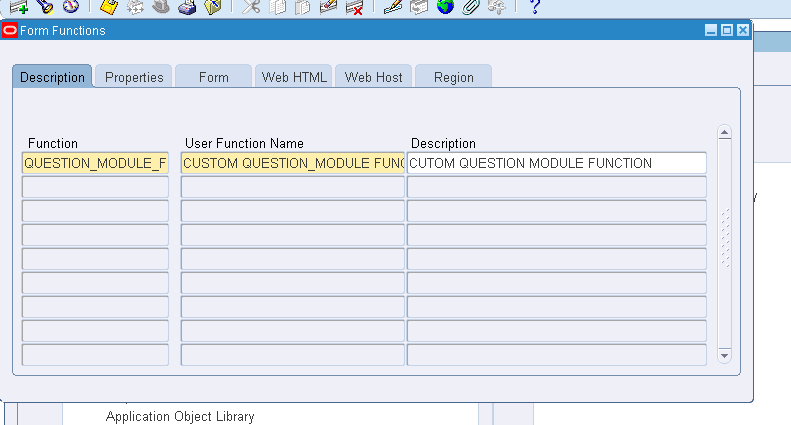 Form Functions
Description Properties Form Web HTML Web Host Region
Function User Function Name Description
QUESTION_MODULE_F CUSTOM QUESTION_MODULE FUNC CUTOM QUESTION MODULE FUNCTION
Application Object Library